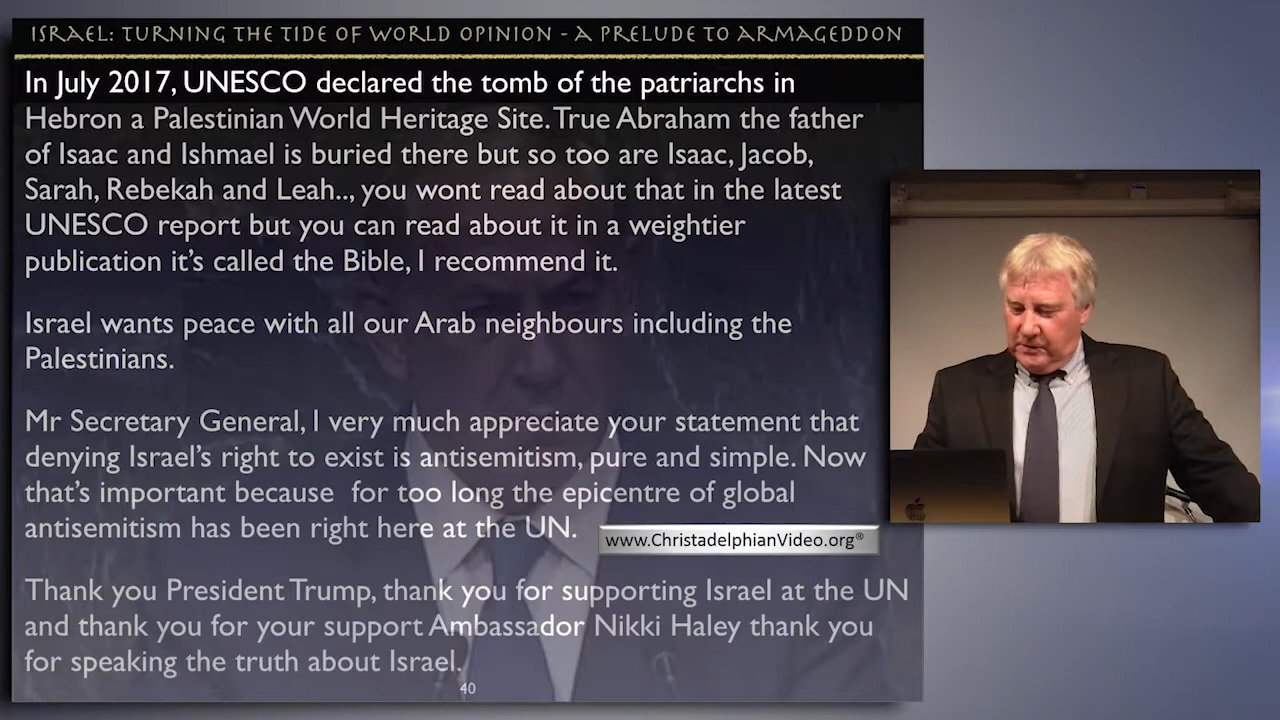 ISRAEL: TURNING THE TIDE OF WORLD OPINION - A PRELUDE TO ARMAGEDDON
In July 2017, UNESCO declared the tomb of the patriarchs in
Hebron a Palestinian World Heritage Site. True Abraham the father
of Isaac and Ishmael is buried there but so too are Isaac, Jacob,
Sarah, Rebekah and Leah.., you wont read about that in the latest
UNESCO report but you can read about it in a weightier
publication it's called the Bible, I recommend it.
Israel wants peace with all our Arab neighbours including the
Palestinians.
Mr Secretary General, I very much appreciate your statement that
denying Israel's right to exist is antisemitism, pure and simple. Now
that's important because for too long the epicentre of global
antisemitism has been right here at the UN.
www.ChristadelphianVideo.org®
Thank you President Trump, thank you for supporting Israel at the UN
and thank you for your support Ambassador Nikki Haley thank you
for speaking the truth about Israel.
40